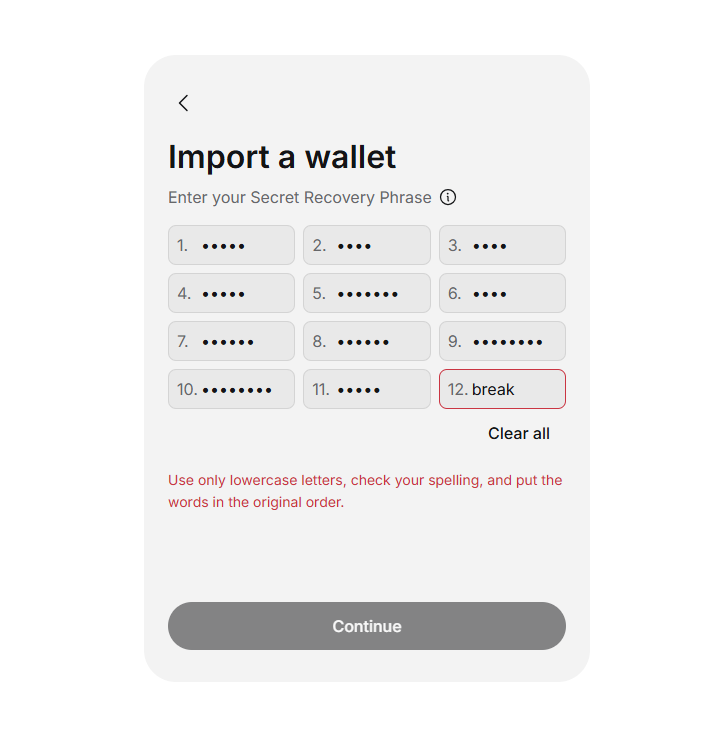 Import a wallet
Enter your Secret Recovery Phrase
1. •••••
2. ••••
3. ••••
4. •••••
5. •••••••
6. ••••
7. ••••••
8. ••••••
9. ••••••••
10. ••••••••
11. •••••
12. break
Clear all
Use only lowercase letters, check your spelling, and put the
words in the original order.
Continue